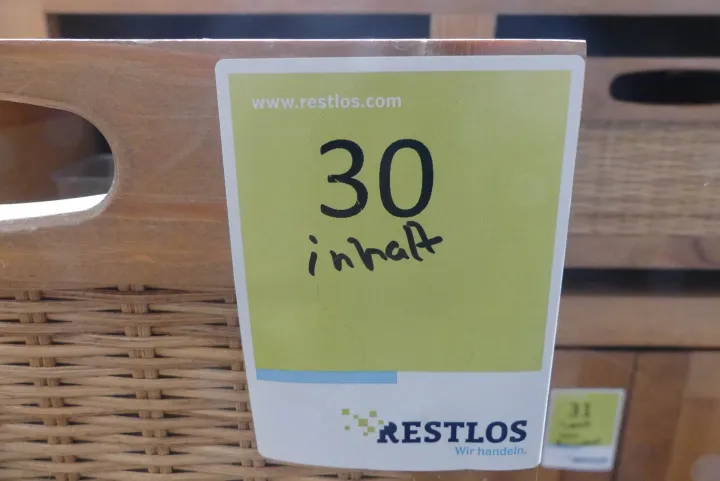 www.restlos.com
30
inhalt
RESTLOS
Wir handeln.
31